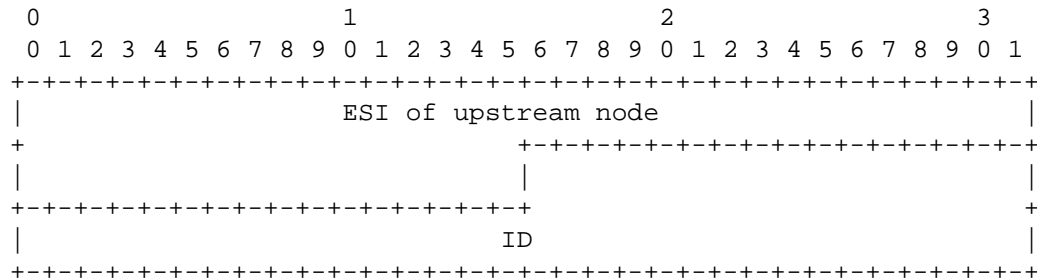 0                   1                   2                   3
 0 1 2 3 4 5 6 7 8 9 0 1 2 3 4 5 6 7 8 9 0 1 2 3 4 5 6 7 8 9 0 1
+-+-+-+-+-+-+-+-+-+-+-+-+-+-+-+-+-+-+-+-+-+-+-+-+-+-+-+-+-+-+-+-+
|                    ESI of upstream node                       |
+                               +-+-+-+-+-+-+-+-+-+-+-+-+-+-+-+-+
|                               |                               |
+-+-+-+-+-+-+-+-+-+-+-+-+-+-+-+-+                               +
|                              ID                               |
+-+-+-+-+-+-+-+-+-+-+-+-+-+-+-+-+-+-+-+-+-+-+-+-+-+-+-+-+-+-+-+-+